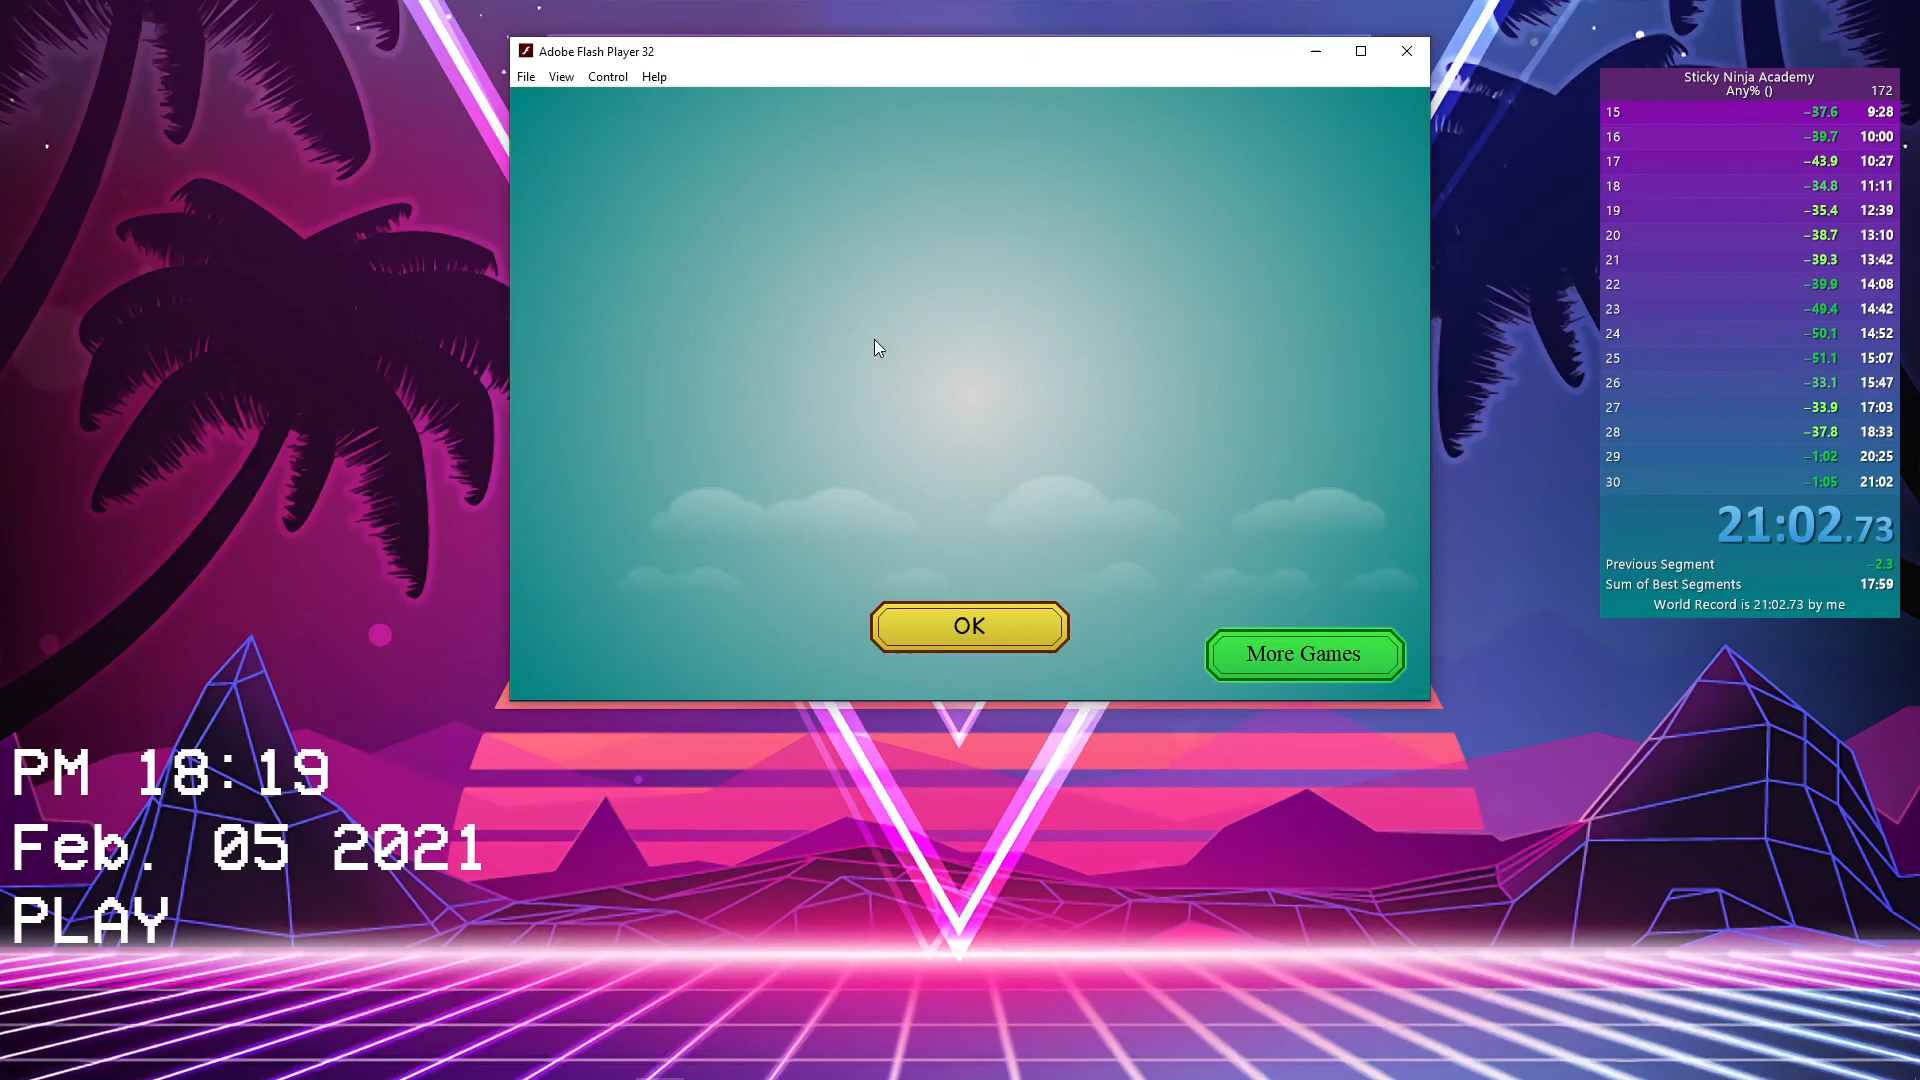 Adobe Flash Player 32
File View Control Help
OK
More Games
Sticky Ninja Academy
Any% () 172
15 −37.6 9:28
16 −39.7 10:00
17 −43.9 10:27
18 −34.8 11:11
19 −35.4 12:39
20 −38.7 13:10
21 −39.3 13:42
22 −39.9 14:08
23 −49.4 14:42
24 −50.1 14:52
25 −51.1 15:07
26 −33.1 15:47
27 −33.9 17:03
28 −37.8 18:33
29 −1:02 20:25
30 −1:05 21:02
21:02.73
Previous Segment −2.3
Sum of Best Segments 17:59
World Record is 21:02.73 by me
PM 18:19
Feb. 05 2021
PLAY